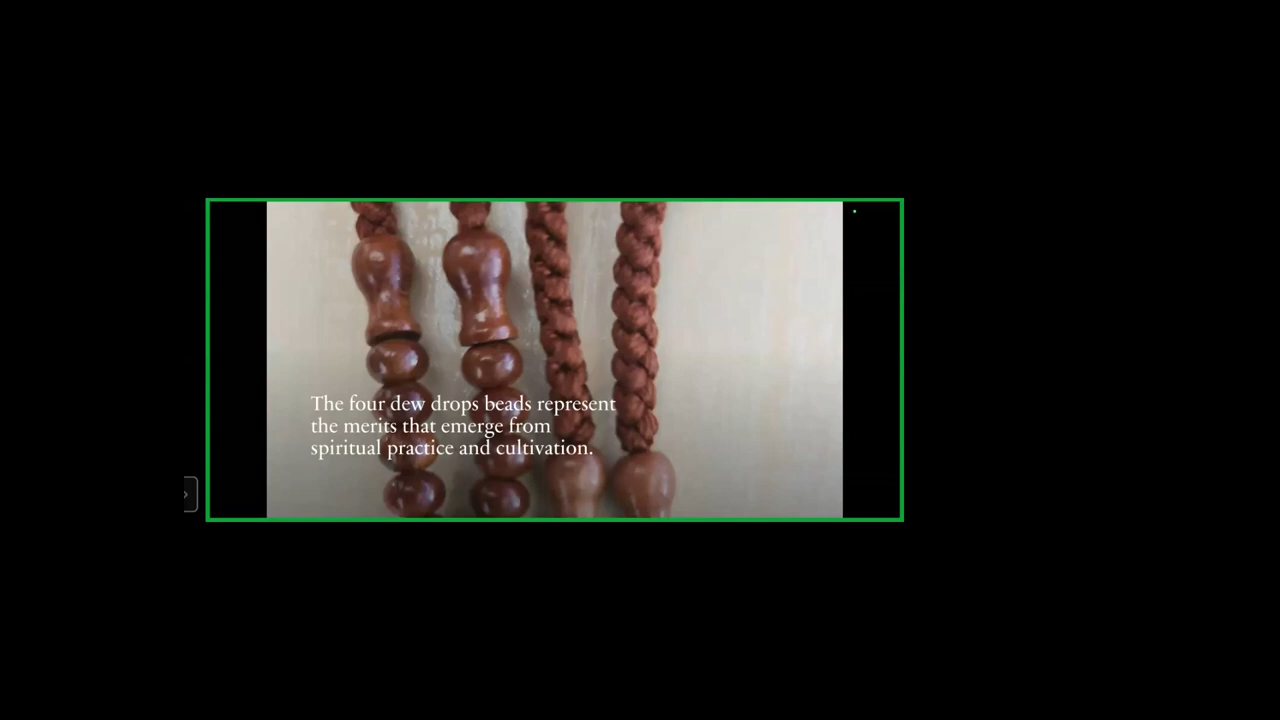 The four dew drops beads represent
the merits that emerge from
spiritual practice and cultivation.